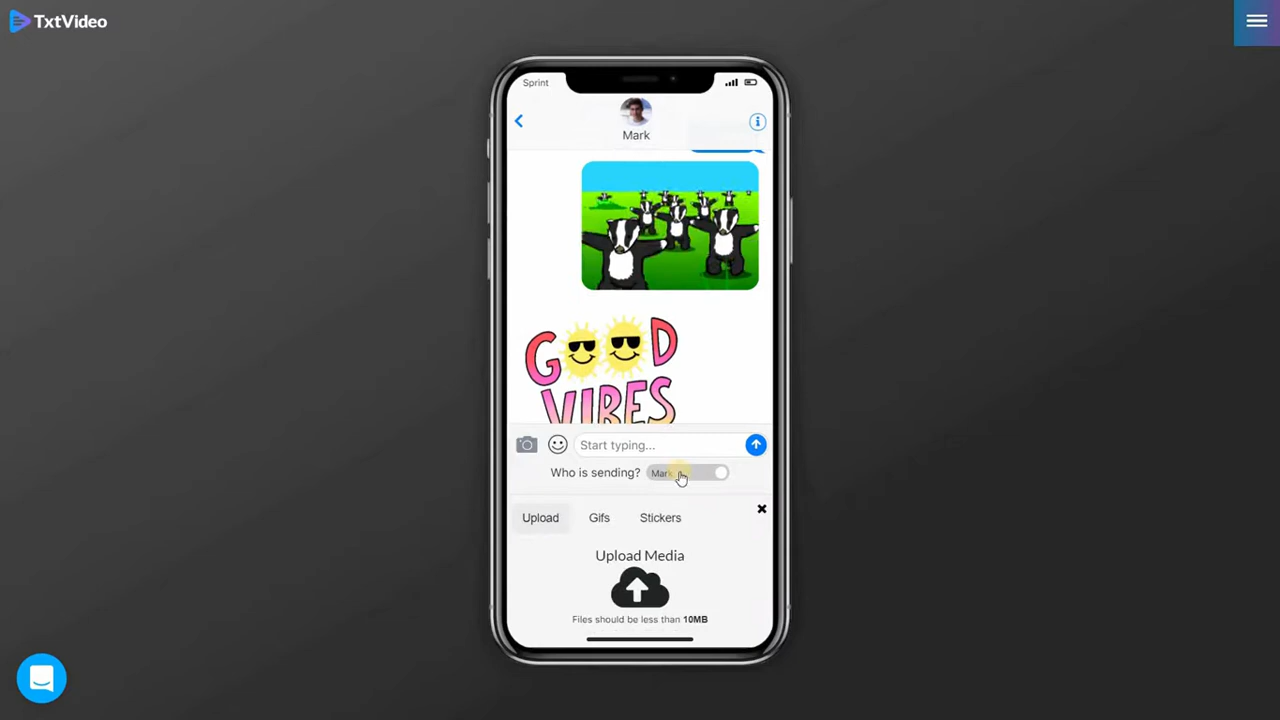 TxtVideo
Sprint
Mark
GOOD
VIBES
Start typing...
Who is sending? Mark
Upload Gifs Stickers
Upload Media
Files should be less than 10MB